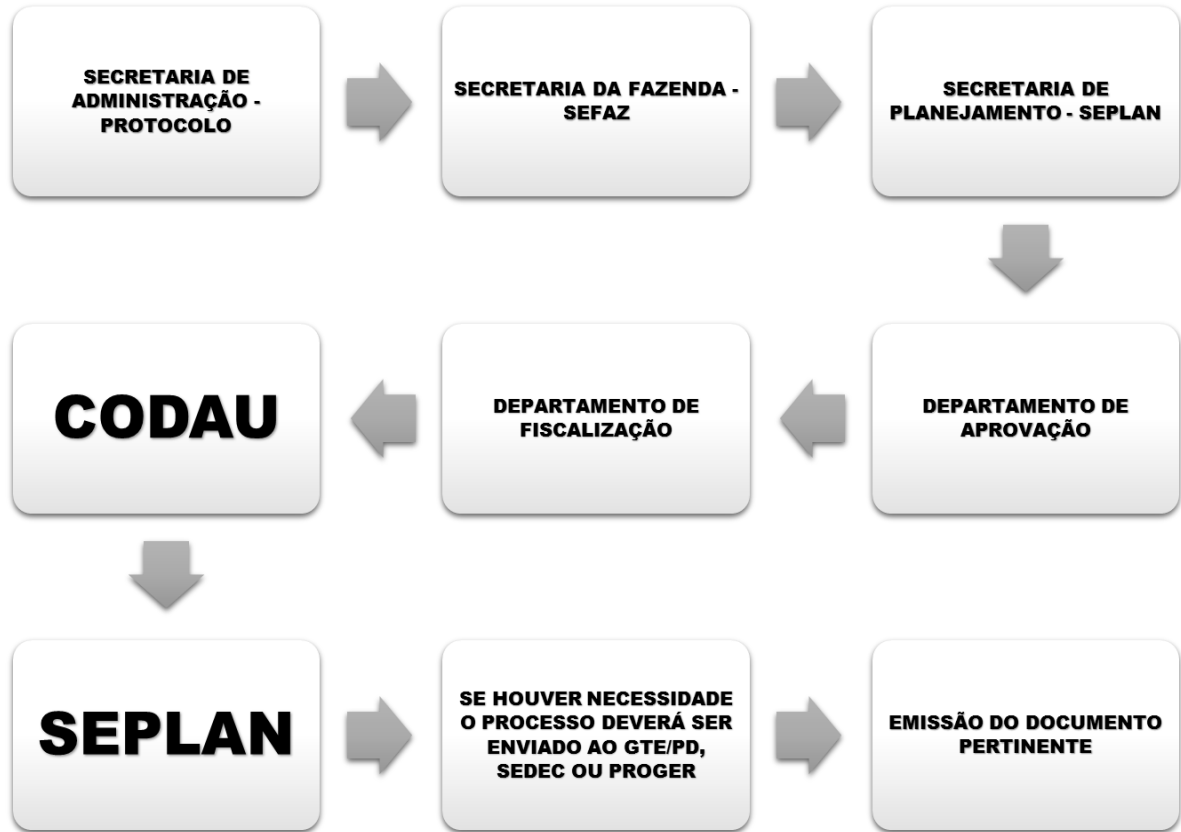 SECRETARIA DE
ADMINISTRAÇÃO -
PROTOCOLO
SECRETARIA DA FAZENDA -
SEFAZ
SECRETARIA DE
PLANEJAMENTO - SEPLAN
DEPARTAMENTO DE
APROVAÇÃO
DEPARTAMENTO DE
FISCALIZAÇÃO
CODAU
SEPLAN
SE HOUVER NECESSIDADE
O PROCESSO DEVERÁ SER
ENVIADO AO GTE/PD,
SEDEC OU PROGER
EMISSÃO DO DOCUMENTO
PERTINENTE